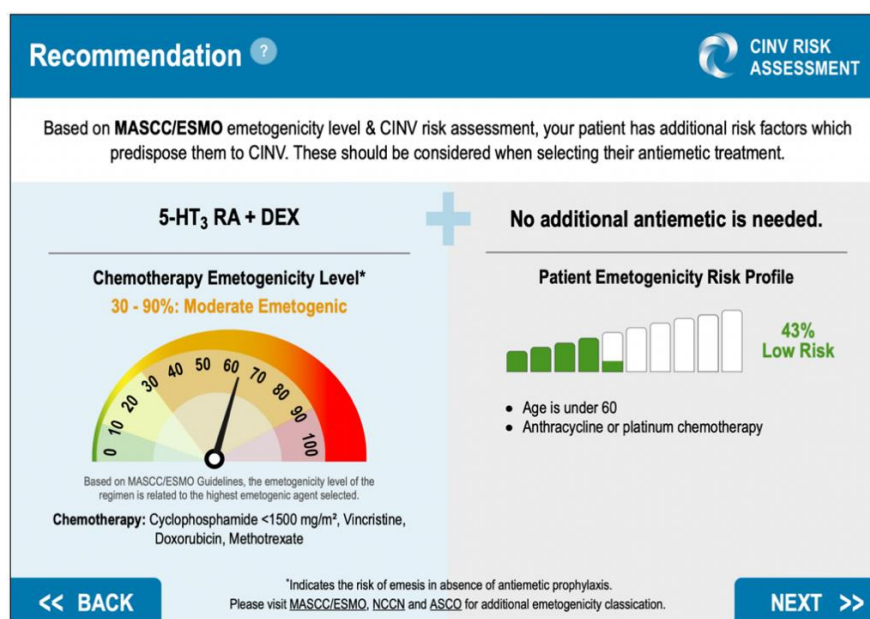 Recommendation ?
CINV RISK
ASSESSMENT
Based on MASCC/ESMO emetogenicity level & CINV risk assessment, your patient has additional risk factors which
predispose them to CINV. These should be considered when selecting their antiemetic treatment.
5-HT₃ RA + DEX
Chemotherapy Emetogenicity Level*
30 - 90%: Moderate Emetogenic
0 10 20 30 40 50 60 70 80 90 100
Based on MASCC/ESMO Guidelines, the emetogenicity level of the
regimen is related to the highest emetogenic agent selected.
Chemotherapy: Cyclophosphamide <1500 mg/m², Vincristine,
Doxorubicin, Methotrexate
+
No additional antiemetic is needed.
Patient Emetogenicity Risk Profile
43%
Low Risk
• Age is under 60
• Anthracycline or platinum chemotherapy
*Indicates the risk of emesis in absence of antiemetic prophylaxis.
Please visit MASCC/ESMO, NCCN and ASCO for additional emetogenicity classication.
<< BACK
NEXT >>